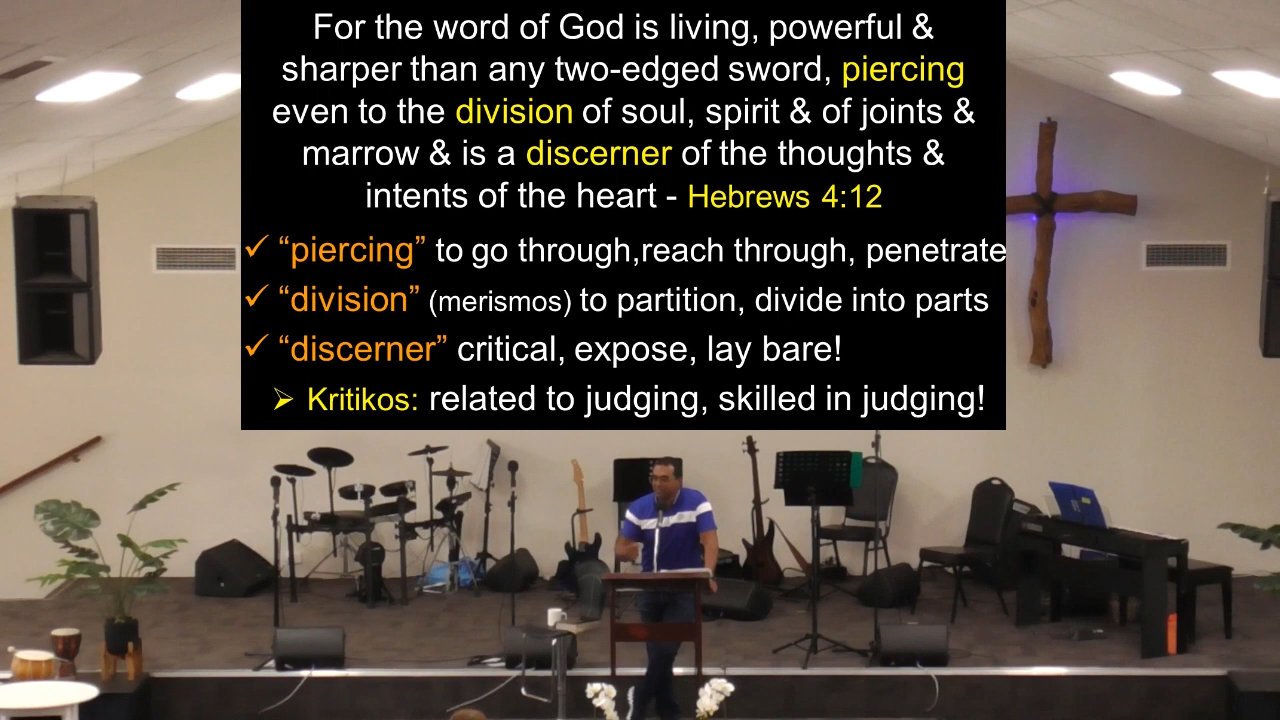 For the word of God is living, powerful &
sharper than any two-edged sword, piercing
even to the division of soul, spirit & of joints &
marrow & is a discerner of the thoughts &
intents of the heart - Hebrews 4:12
✓ “piercing” to go through,reach through, penetrate
✓ “division” (merismos) to partition, divide into parts
✓ “discerner” critical, expose, lay bare!
➢ Kritikos: related to judging, skilled in judging!